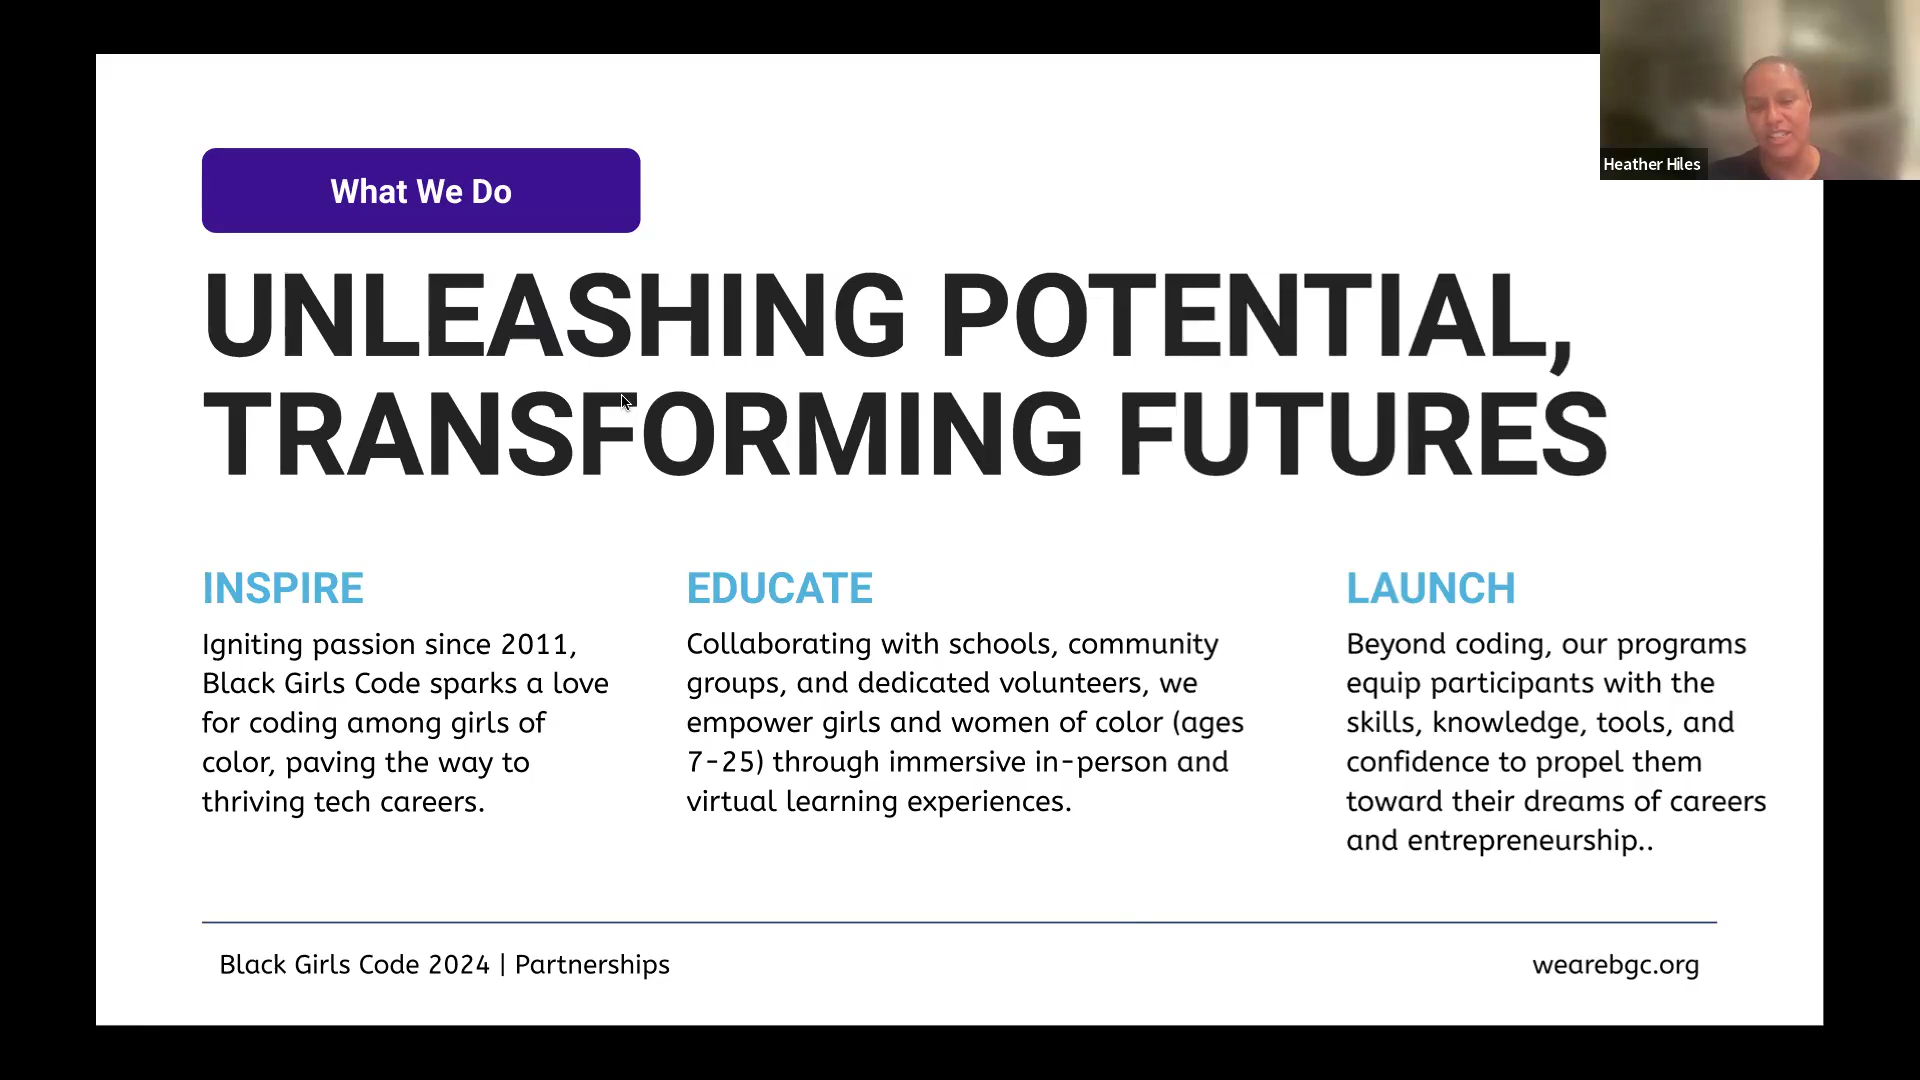 Heather Hiles
What We Do
UNLEASHING POTENTIAL,
TRANSFORMING FUTURES
INSPIRE
Igniting passion since 2011,
Black Girls Code sparks a love
for coding among girls of
color, paving the way to
thriving tech careers.
EDUCATE
Collaborating with schools, community
groups, and dedicated volunteers, we
empower girls and women of color (ages
7-25) through immersive in-person and
virtual learning experiences.
LAUNCH
Beyond coding, our programs
equip participants with the
skills, knowledge, tools, and
confidence to propel them
toward their dreams of careers
and entrepreneurship..
Black Girls Code 2024 | Partnerships
wearebgc.org